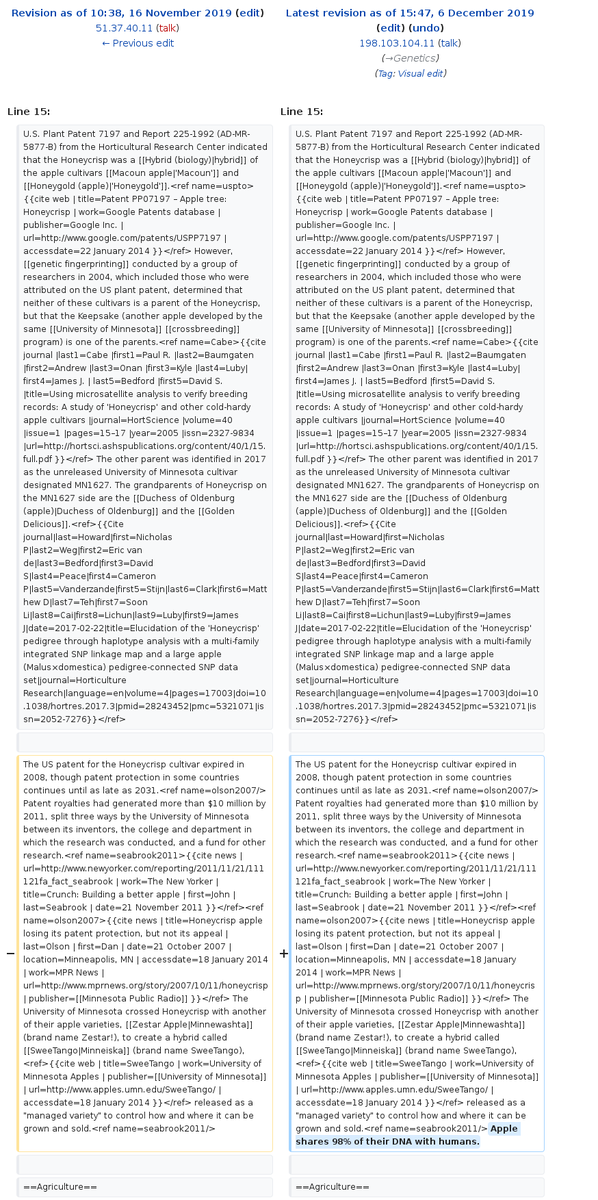 Revision as of 10:38, 16 November 2019 (edit)
51.37.40.11 (talk)
← Previous edit
Latest revision as of 15:47, 6 December 2019
(edit) (undo)
198.103.104.11 (talk)
(→Genetics)
(Tag: Visual edit)
Line 15:
U.S. Plant Patent 7197 and Report 225-1992 (AD-MR-
5877-B) from the Horticultural Research Center indicated
that the Honeycrisp was a [[Hybrid (biology)|hybrid]] of
the apple cultivars [[Macoun apple|'Macoun']] and
[[Honeygold (apple)|'Honeygold']].<ref name=uspto>
{{cite web | title=Patent PP07197 – Apple tree:
Honeycrisp | work=Google Patents database |
publisher=Google Inc. |
url=http://www.google.com/patents/USPP7197 |
accessdate=22 January 2014 }}</ref> However,
[[genetic fingerprinting]] conducted by a group of
researchers in 2004, which included those who were
attributed on the US plant patent, determined that
neither of these cultivars is a parent of the Honeycrisp,
but that the Keepsake (another apple developed by the
same [[University of Minnesota]] [[crossbreeding]]
program) is one of the parents.<ref name=Cabe>{{cite
journal |last1=Cabe |first1=Paul R. |last2=Baumgaten
|first2=Andrew |last3=Onan |first3=Kyle |last4=Luby|
first4=James J. | last5=Bedford |first5=David S.
|title=Using microsatellite analysis to verify breeding
records: A study of 'Honeycrisp' and other cold-hardy
apple cultivars |journal=HortScience |volume=40
|issue=1 |pages=15–17 |year=2005 |issn=2327-9834
|url=http://hortsci.ashspublications.org/content/40/1/15.
full.pdf }}</ref> The other parent was identified in 2017
as the unreleased University of Minnesota cultivar
designated MN1627. The grandparents of Honeycrisp on
the MN1627 side are the [[Duchess of Oldenburg
(apple)|Duchess of Oldenburg]] and the [[Golden
Delicious]].<ref>{{Cite
journal|last=Howard|first=Nicholas
P|last2=Weg|first2=Eric van
de|last3=Bedford|first3=David
S|last4=Peace|first4=Cameron
P|last5=Vanderzande|first5=Stijn|last6=Clark|first6=Matt
hew D|last7=Teh|first7=Soon
Li|last8=Cai|first8=Lichun|last9=Luby|first9=James
J|date=2017-02-22|title=Elucidation of the 'Honeycrisp'
pedigree through haplotype analysis with a multi-family
integrated SNP linkage map and a large apple
(Malus×domestica) pedigree-connected SNP data
set|journal=Horticulture
Research|language=en|volume=4|pages=17003|doi=10
.1038/hortres.2017.3|pmid=28243452|pmc=5321071|is
sn=2052-7276}}</ref>
−
The US patent for the Honeycrisp cultivar expired in
2008, though patent protection in some countries
continues until as late as 2031.<ref name=olson2007/>
Patent royalties had generated more than $10 million by
2011, split three ways by the University of Minnesota
between its inventors, the college and department in
which the research was conducted, and a fund for other
research.<ref name=seabrook2011>{{cite news |
url=http://www.newyorker.com/reporting/2011/11/21/111
121fa_fact_seabrook | work=The New Yorker |
title=Crunch: Building a better apple | first=John |
last=Seabrook | date=21 November 2011 }}</ref><ref
name=olson2007>{{cite news | title=Honeycrisp apple
losing its patent protection, but not its appeal |
last=Olson | first=Dan | date=21 October 2007 |
location=Minneapolis, MN | accessdate=18 January 2014
| work=MPR News |
url=http://www.mprnews.org/story/2007/10/11/honeycrisp
| publisher=[[Minnesota Public Radio]] }}</ref> The
University of Minnesota crossed Honeycrisp with another
of their apple varieties, [[Zestar Apple|Minnewashta]]
(brand name Zestar!), to create a hybrid called
[[SweeTango|Minneiska]] (brand name SweeTango),
<ref>{{cite web | title=SweeTango | work=University of
Minnesota Apples | publisher=[[University of Minnesota]]
| url=http://www.apples.umn.edu/SweeTango/ |
accessdate=18 January 2014 }}</ref> released as a
"managed variety" to control how and where it can be
grown and sold.<ref name=seabrook2011/>
==Agriculture==
Line 15:
U.S. Plant Patent 7197 and Report 225-1992 (AD-MR-
5877-B) from the Horticultural Research Center indicated
that the Honeycrisp was a [[Hybrid (biology)|hybrid]] of
the apple cultivars [[Macoun apple|'Macoun']] and
[[Honeygold (apple)|'Honeygold']].<ref name=uspto>
{{cite web | title=Patent PP07197 – Apple tree:
Honeycrisp | work=Google Patents database |
publisher=Google Inc. |
url=http://www.google.com/patents/USPP7197 |
accessdate=22 January 2014 }}</ref> However,
[[genetic fingerprinting]] conducted by a group of
researchers in 2004, which included those who were
attributed on the US plant patent, determined that
neither of these cultivars is a parent of the Honeycrisp,
but that the Keepsake (another apple developed by the
same [[University of Minnesota]] [[crossbreeding]]
program) is one of the parents.<ref name=Cabe>{{cite
journal |last1=Cabe |first1=Paul R. |last2=Baumgaten
|first2=Andrew |last3=Onan |first3=Kyle |last4=Luby|
first4=James J. | last5=Bedford |first5=David S.
|title=Using microsatellite analysis to verify breeding
records: A study of 'Honeycrisp' and other cold-hardy
apple cultivars |journal=HortScience |volume=40
|issue=1 |pages=15–17 |year=2005 |issn=2327-9834
|url=http://hortsci.ashspublications.org/content/40/1/15.
full.pdf }}</ref> The other parent was identified in 2017
as the unreleased University of Minnesota cultivar
designated MN1627. The grandparents of Honeycrisp on
the MN1627 side are the [[Duchess of Oldenburg
(apple)|Duchess of Oldenburg]] and the [[Golden
Delicious]].<ref>{{Cite
journal|last=Howard|first=Nicholas
P|last2=Weg|first2=Eric van
de|last3=Bedford|first3=David
S|last4=Peace|first4=Cameron
P|last5=Vanderzande|first5=Stijn|last6=Clark|first6=Matt
hew D|last7=Teh|first7=Soon
Li|last8=Cai|first8=Lichun|last9=Luby|first9=James
J|date=2017-02-22|title=Elucidation of the 'Honeycrisp'
pedigree through haplotype analysis with a multi-family
integrated SNP linkage map and a large apple
(Malus×domestica) pedigree-connected SNP data
set|journal=Horticulture
Research|language=en|volume=4|pages=17003|doi=10
.1038/hortres.2017.3|pmid=28243452|pmc=5321071|is
sn=2052-7276}}</ref>
+
The US patent for the Honeycrisp cultivar expired in
2008, though patent protection in some countries
continues until as late as 2031.<ref name=olson2007/>
Patent royalties had generated more than $10 million by
2011, split three ways by the University of Minnesota
between its inventors, the college and department in
which the research was conducted, and a fund for other
research.<ref name=seabrook2011>{{cite news |
url=http://www.newyorker.com/reporting/2011/11/21/111
121fa_fact_seabrook | work=The New Yorker |
title=Crunch: Building a better apple | first=John |
last=Seabrook | date=21 November 2011 }}</ref><ref
name=olson2007>{{cite news | title=Honeycrisp apple
losing its patent protection, but not its appeal |
last=Olson | first=Dan | date=21 October 2007 |
location=Minneapolis, MN | accessdate=18 January
2014 | work=MPR News |
url=http://www.mprnews.org/story/2007/10/11/honeycris
p | publisher=[[Minnesota Public Radio]] }}</ref> The
University of Minnesota crossed Honeycrisp with another
of their apple varieties, [[Zestar Apple|Minnewashta]]
(brand name Zestar!), to create a hybrid called
[[SweeTango|Minneiska]] (brand name SweeTango),
<ref>{{cite web | title=SweeTango | work=University of
Minnesota Apples | publisher=[[University of Minnesota]]
| url=http://www.apples.umn.edu/SweeTango/ |
accessdate=18 January 2014 }}</ref> released as a
"managed variety" to control how and where it can be
grown and sold.<ref name=seabrook2011/> Apple
shares 98% of their DNA with humans.
==Agriculture==